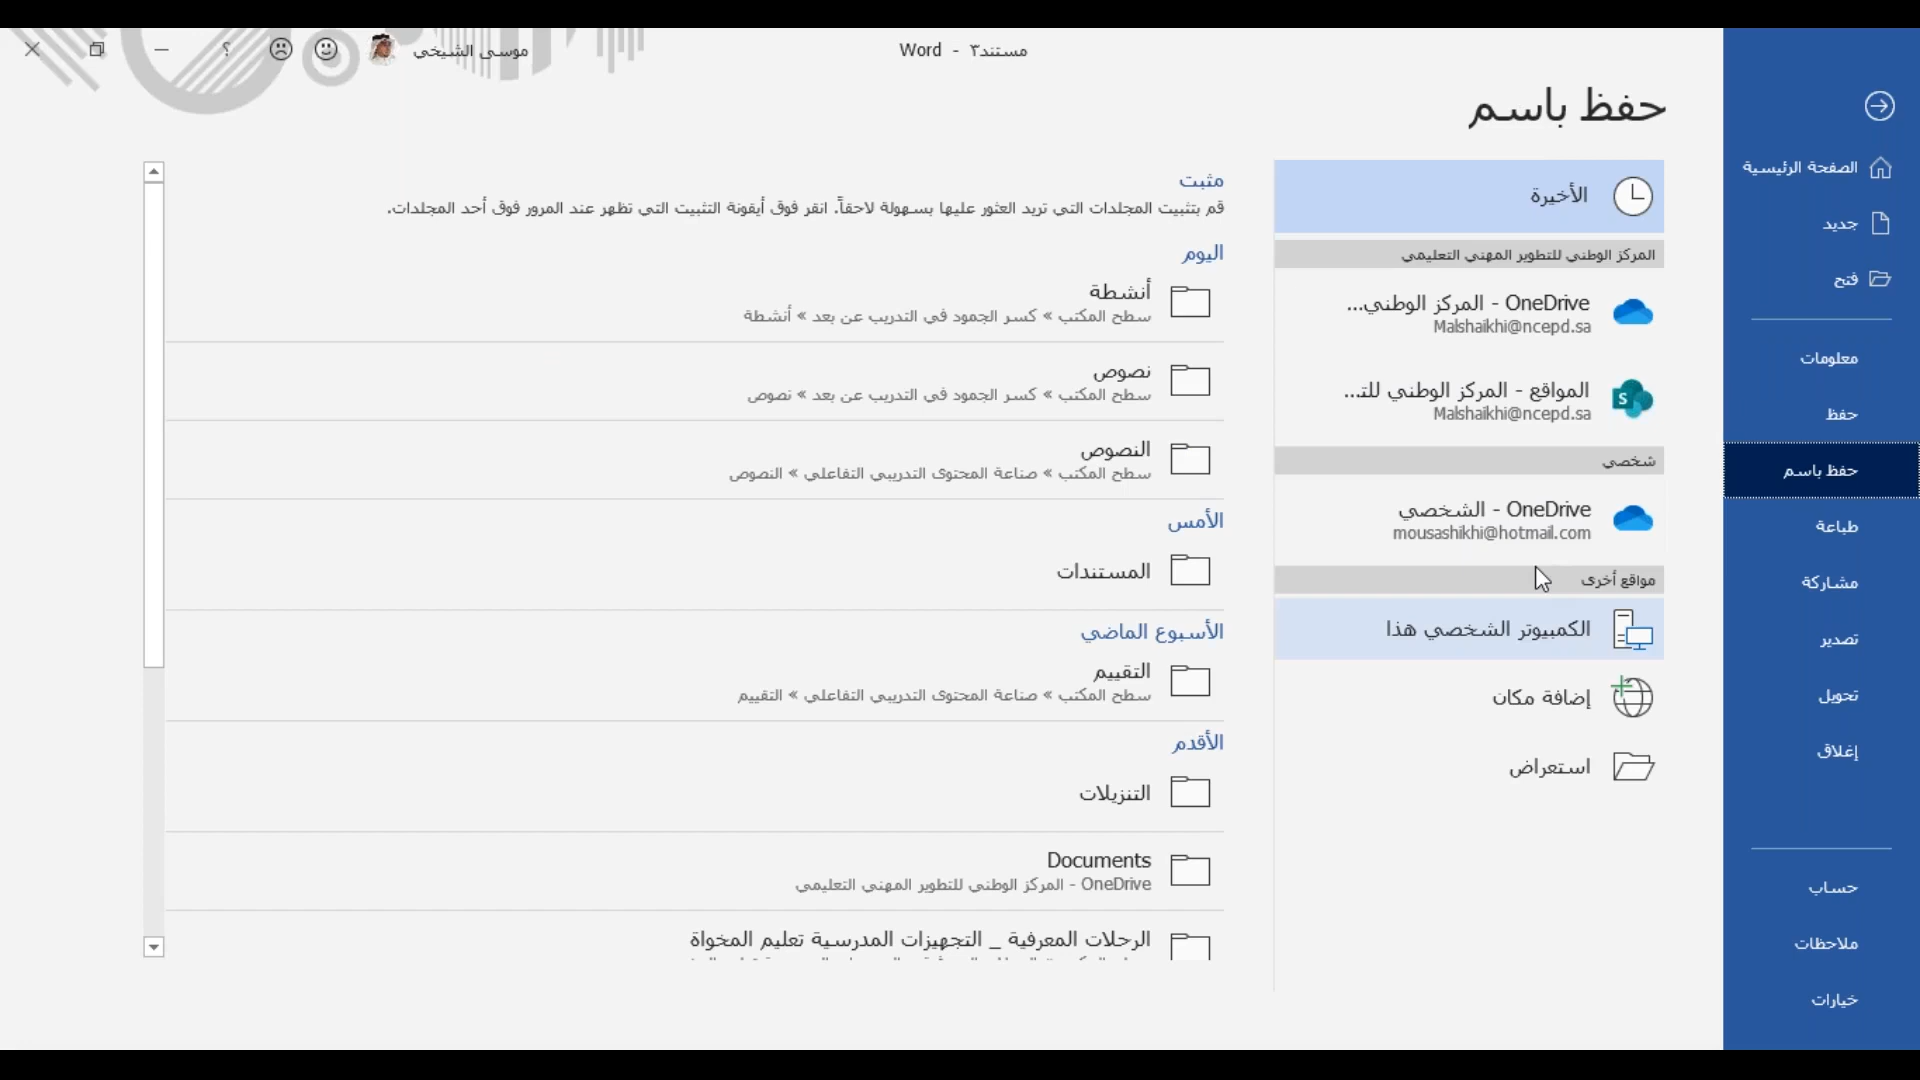 مستند٣ - Word
موسى الشيخي
؟
الصفحة الرئيسية
جديد
فتح
معلومات
حفظ
حفظ باسم
طباعة
مشاركة
تصدير
تحويل
إغلاق
حساب
ملاحظات
خيارات
حفظ باسم
الأخيرة
المركز الوطني للتطوير المهني التعليمي
OneDrive - المركز الوطني...
Malshaikhi@ncepd.sa
المواقع - المركز الوطني للتـ...
Malshaikhi@ncepd.sa
شخصي
OneDrive - الشخصي
mousashikhi@hotmail.com
مواقع أخرى
الكمبيوتر الشخصي هذا
إضافة مكان
استعراض
مثبت
قم بتثبيت المجلدات التي تريد العثور عليها بسهولة لاحقاً. انقر فوق أيقونة التثبيت التي تظهر عند المرور فوق أحد المجلدات.
اليوم
أنشطة
سطح المكتب » كسر الجمود في التدريب عن بعد » أنشطة
نصوص
سطح المكتب » كسر الجمود في التدريب عن بعد » نصوص
النصوص
سطح المكتب » صناعة المحتوى التدريبي التفاعلي » النصوص
الأمس
المستندات
الأسبوع الماضي
التقييم
سطح المكتب » صناعة المحتوى التدريبي التفاعلي » التقييم
الأقدم
التنزيلات
Documents
OneDrive - المركز الوطني للتطوير المهني التعليمي
الرحلات المعرفية _ التجهيزات المدرسية تعليم المخواة